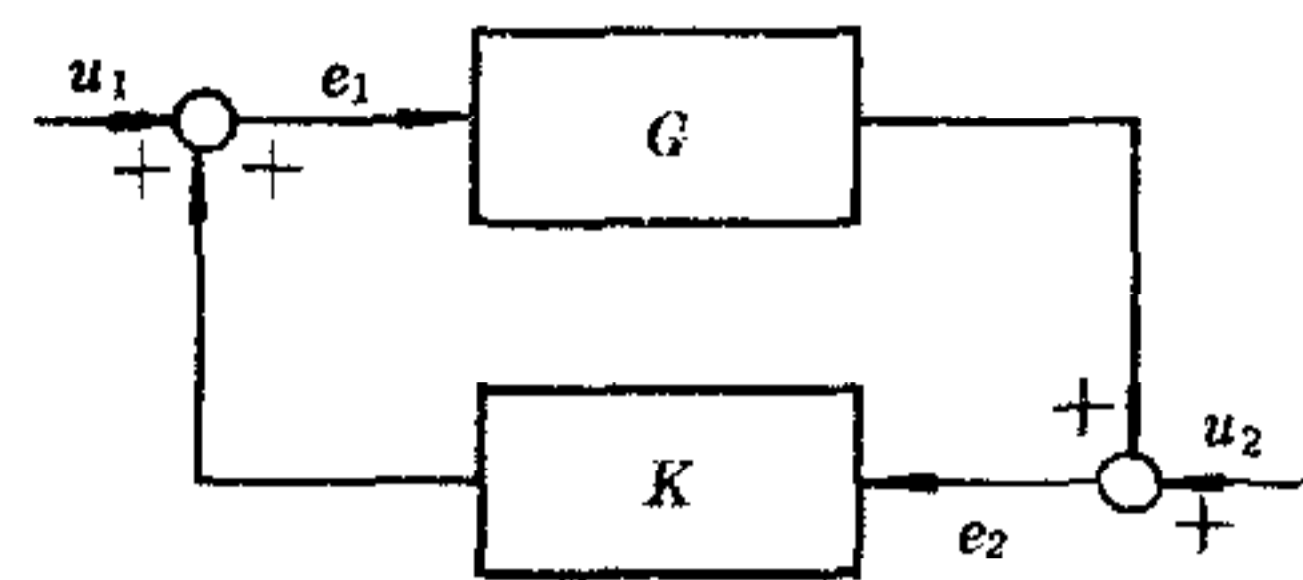 u₁ e₁ G
+ +
+ u₂
K
e₂ +